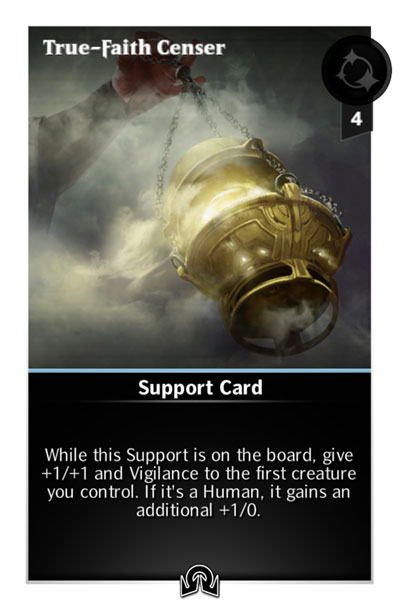 True-Faith Censer
4
Support Card
While this Support is on the board, give
+1/+1 and Vigilance to the first creature
you control. If it's a Human, it gains an
additional +1/0.